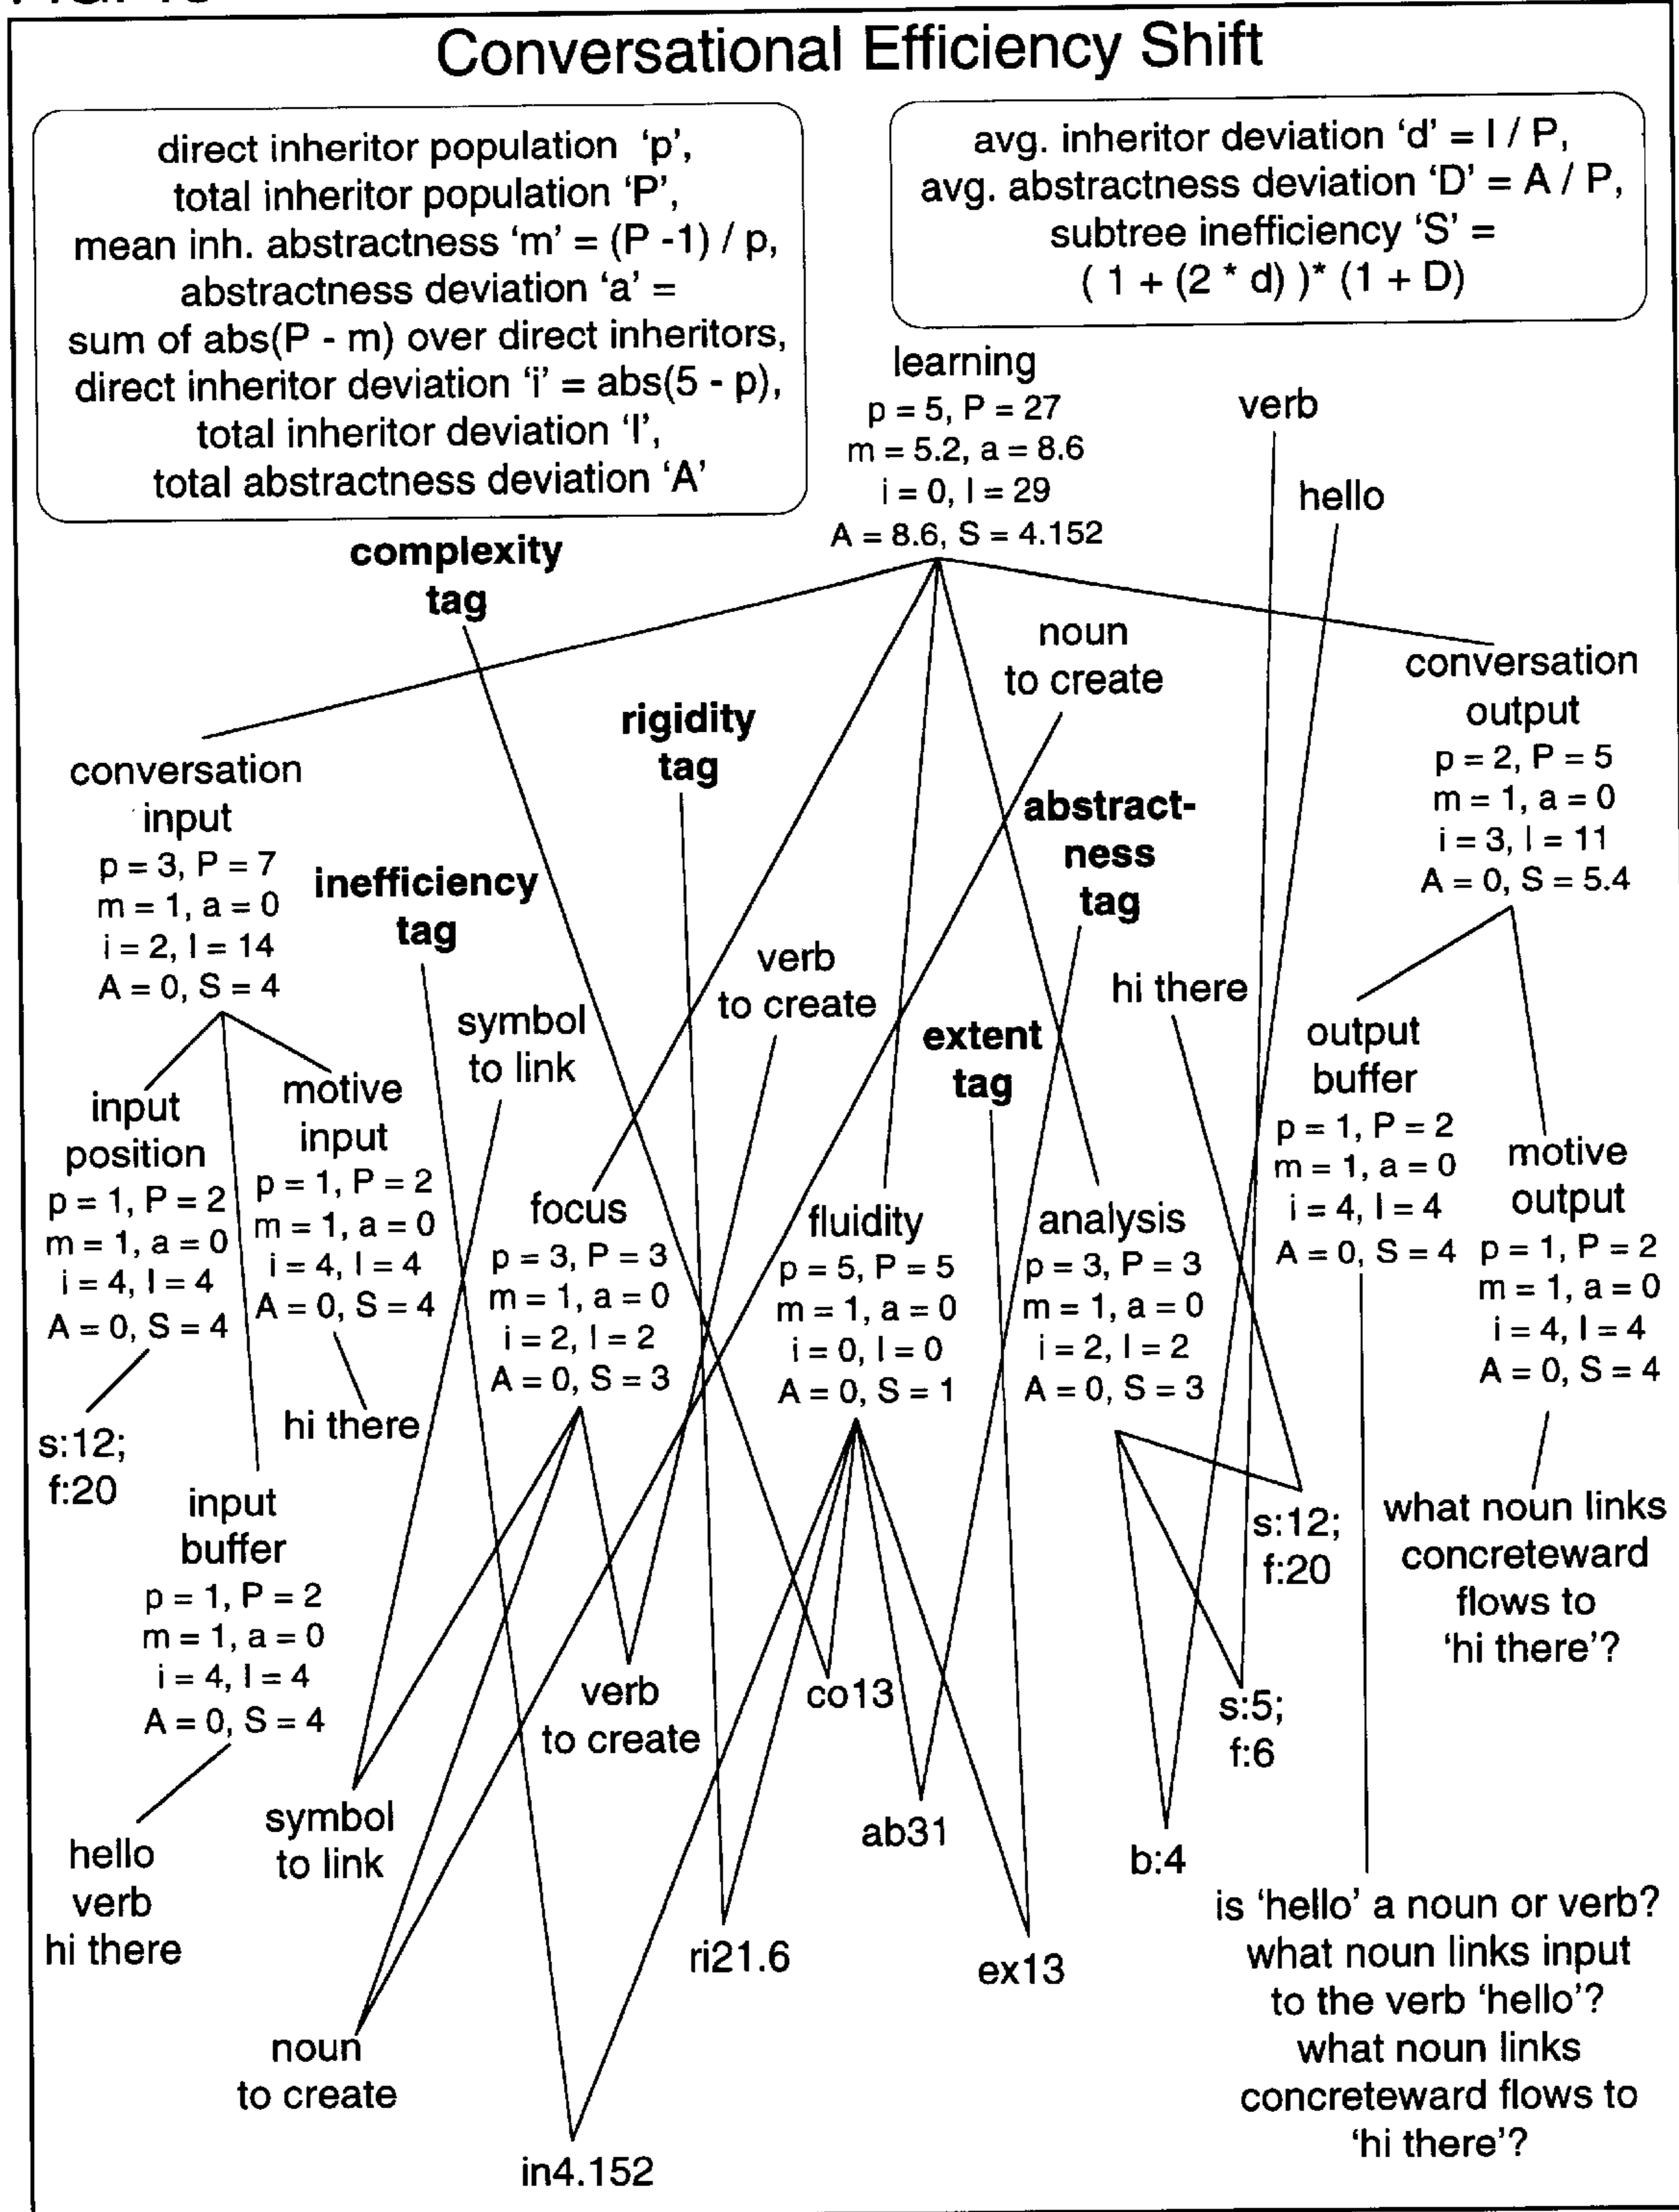 Conversational Efficiency Shift
direct inheritor population 'p',
total inheritor population 'P',
mean inh. abstractness 'm' = (P -1) / p,
abstractness deviation 'a' =
sum of abs(P - m) over direct inheritors,
direct inheritor deviation 'i' = abs(5 - p),
total inheritor deviation 'I',
total abstractness deviation 'A'
avg. inheritor deviation 'd' = I / P,
avg. abstractness deviation 'D' = A / P,
subtree inefficiency 'S' =
( 1 + (2 * d) )* (1 + D)
learning
p = 5, P = 27
m = 5.2, a = 8.6
i = 0, I = 29
A = 8.6, S = 4.152
verb
hello
complexity
tag
noun
to create
conversation
output
p = 2, P = 5
m = 1, a = 0
i = 3, I = 11
A = 0, S = 5.4
rigidity
tag
conversation
input
p = 3, P = 7
m = 1, a = 0
i = 2, I = 14
A = 0, S = 4
abstract-
ness
tag
inefficiency
tag
verb
to create
hi there
symbol
to link
extent
tag
output
buffer
p = 1, P = 2
m = 1, a = 0
i = 4, I = 4
A = 0, S = 4
input
position
p = 1, P = 2
m = 1, a = 0
i = 4, I = 4
A = 0, S = 4
motive
input
p = 1, P = 2
m = 1, a = 0
i = 4, I = 4
A = 0, S = 4
focus
p = 3, P = 3
m = 1, a = 0
i = 2, I = 2
A = 0, S = 3
fluidity
p = 5, P = 5
m = 1, a = 0
i = 0, I = 0
A = 0, S = 1
analysis
p = 3, P = 3
m = 1, a = 0
i = 2, I = 2
A = 0, S = 3
motive
output
p = 1, P = 2
m = 1, a = 0
i = 4, I = 4
A = 0, S = 4
s:12;
f:20
hi there
input
buffer
p = 1, P = 2
m = 1, a = 0
i = 4, I = 4
A = 0, S = 4
s:12;
f:20
what noun links
concreteward
flows to
'hi there'?
verb
to create
co13
s:5;
f:6
hello
verb
hi there
symbol
to link
ab31
b:4
is 'hello' a noun or verb?
what noun links input
to the verb 'hello'?
what noun links
concreteward flows to
'hi there'?
ri21.6
ex13
noun
to create
in4.152